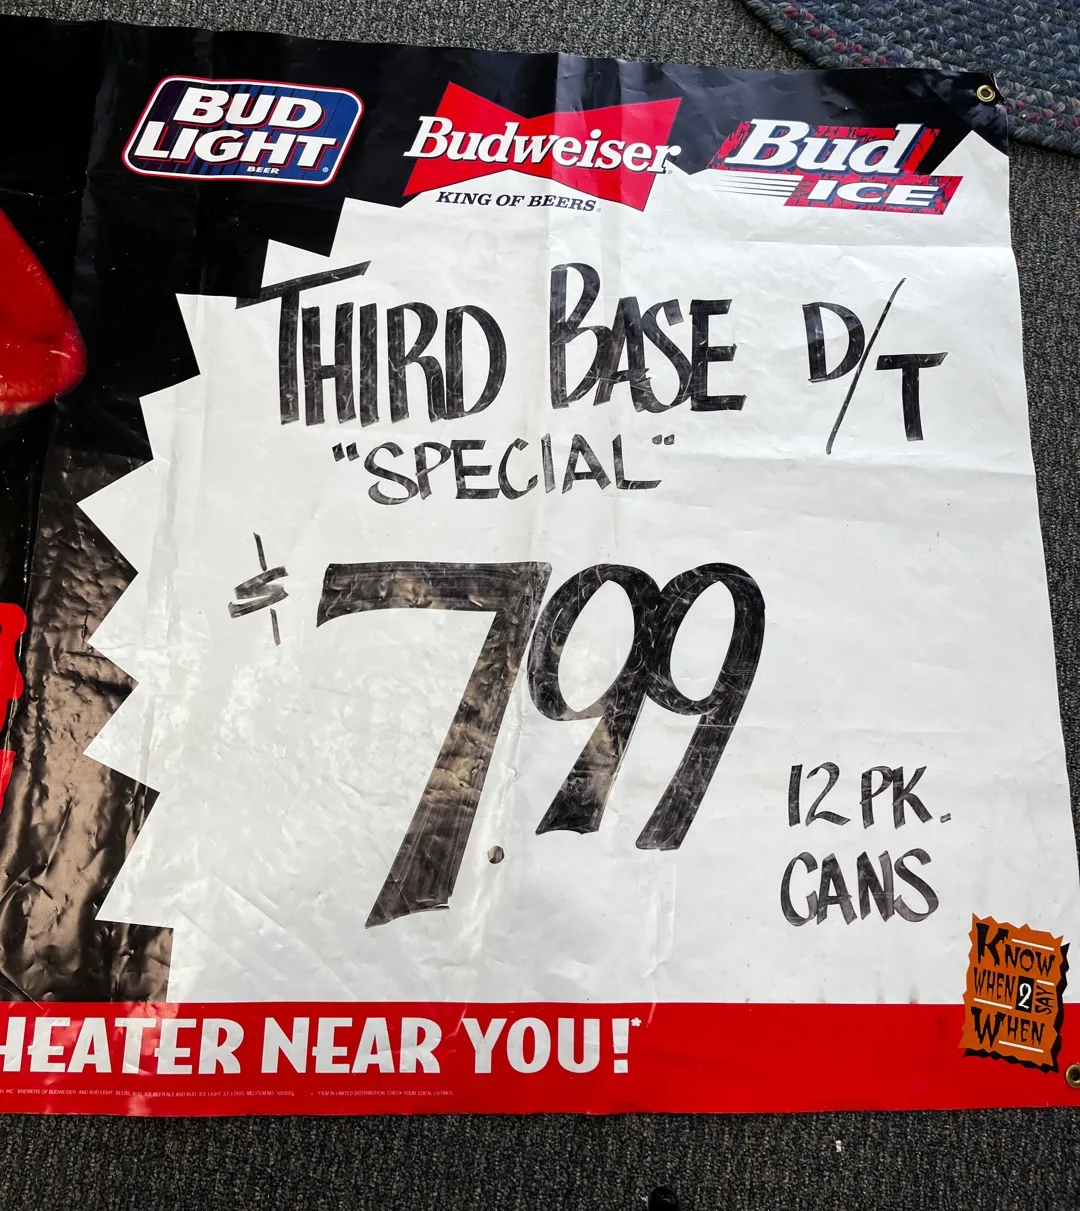 BUD
LIGHT
BEER
Budweiser
KING OF BEERS
Bud
ICE
THIRD BASE D/T
"SPECIAL"
$7.99
12 PK.
CANS
KNOW
WHEN 2 SAY
WHEN
HEATER NEAR YOU!*